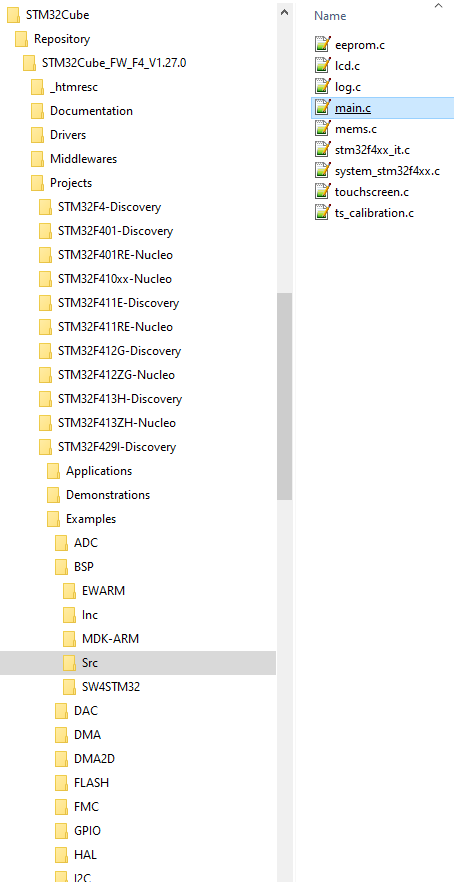 STM32Cube
Repository
STM32Cube_FW_F4_V1.27.0
_htmresc
Documentation
Drivers
Middlewares
Projects
STM32F4-Discovery
STM32F401-Discovery
STM32F401RE-Nucleo
STM32F410xx-Nucleo
STM32F411E-Discovery
STM32F411RE-Nucleo
STM32F412G-Discovery
STM32F412ZG-Nucleo
STM32F413H-Discovery
STM32F413ZH-Nucleo
STM32F429I-Discovery
Applications
Demonstrations
Examples
ADC
BSP
EWARM
Inc
MDK-ARM
Src
SW4STM32
DAC
DMA
DMA2D
FLASH
FMC
GPIO
HAL
I2C
Name
eeprom.c
lcd.c
log.c
main.c
mems.c
stm32f4xx_it.c
system_stm32f4xx.c
touchscreen.c
ts_calibration.c